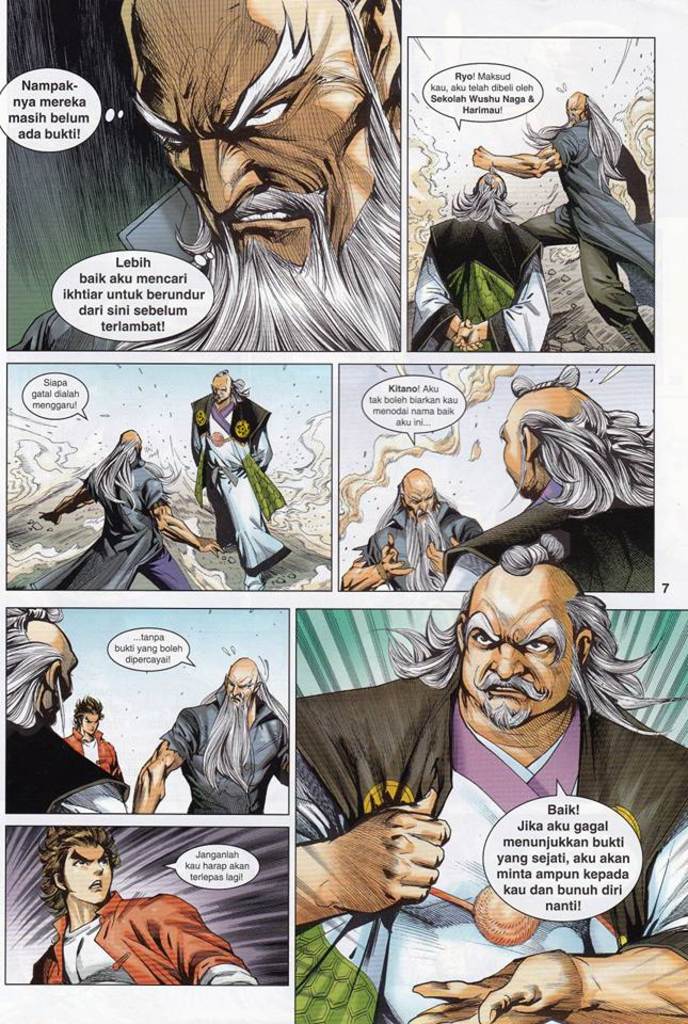 Nampak-
nya mereka
masih belum
ada bukti!
Lebih
baik aku mencari
ikhtiar untuk berundur
dari sini sebelum
terlambat!
Ryo! Maksud
kau, aku telah dibeli oleh
Sekolah Wushu Naga &
Harimau!
Siapa
gatal dialah
menggaru!
Kitano! Aku
tak boleh biarkan kau
menodai nama baik
aku ini...
7
...tanpa
bukti yang boleh
dipercayai!
Janganlah
kau harap akan
terlepas lagi!
Baik!
Jika aku gagal
menunjukkan bukti
yang sejati, aku akan
minta ampun kepada
kau dan bunuh diri
nanti!